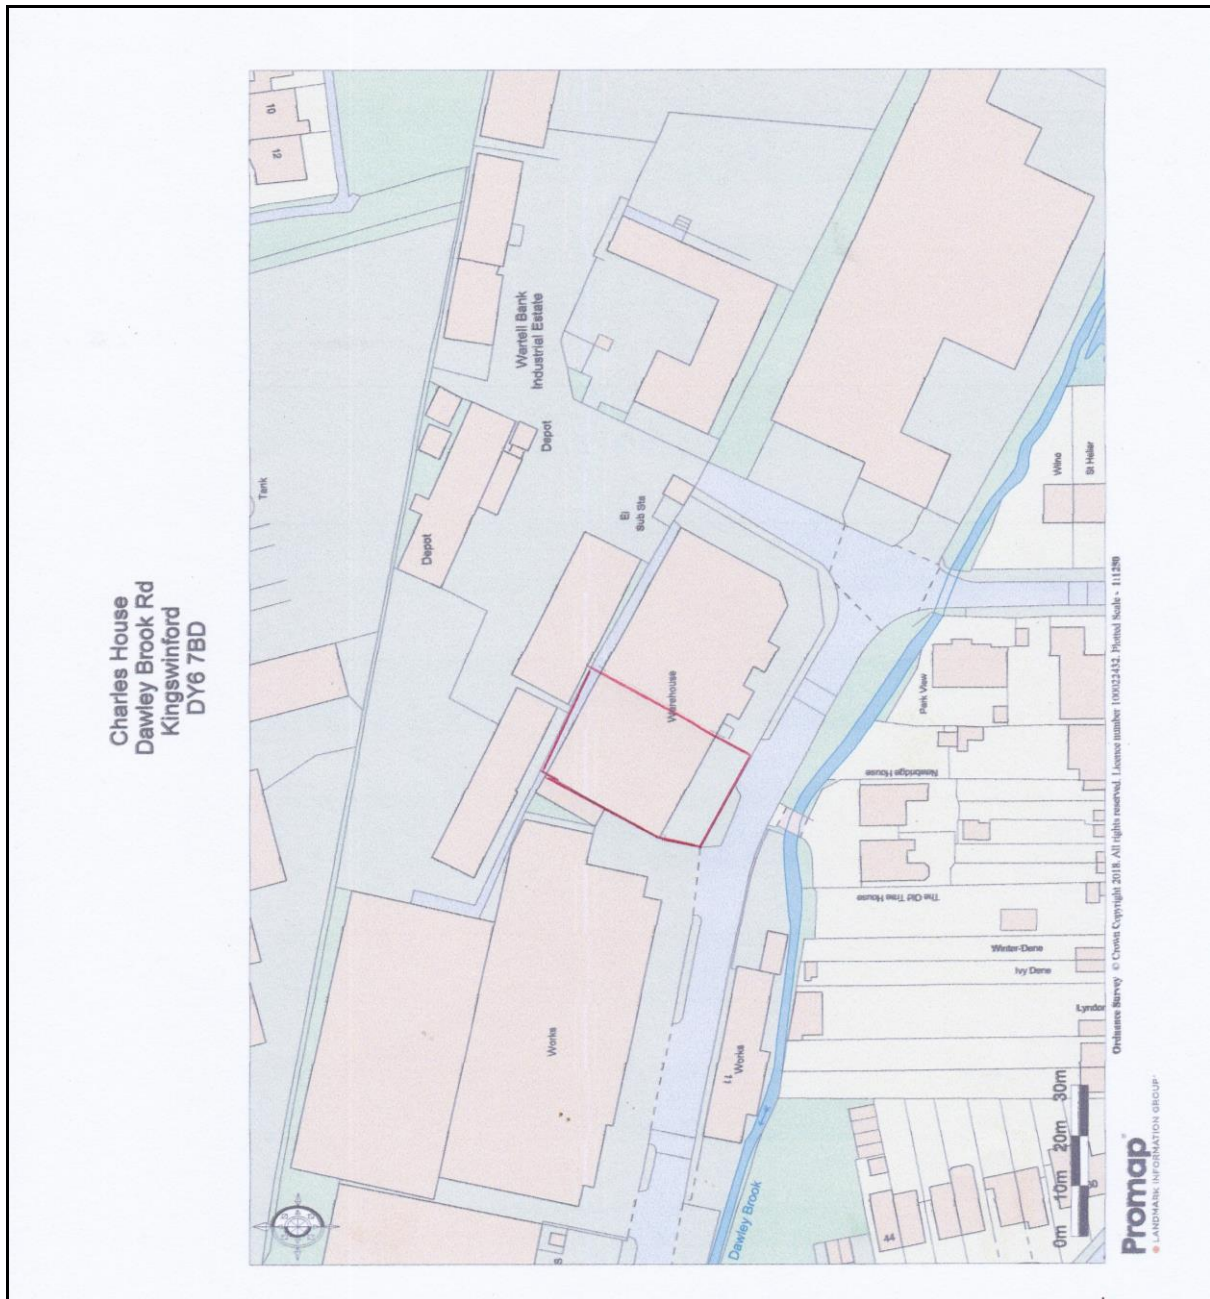 Charles House
Dawley Brook Rd
Kingswinford
DY6 7BD
10
12
Tank
Wartell Bank
Industrial Estate
Depot
Depot
El
Sub Sta
Warehouse
Wino
St Helier
Park View
Newbridge House
The Old Tree House
Winter-Dene
Ivy Dene
Lyndon
Works
11
Works
Dawley Brook
44
S
0m 10m 20m 30m
Ordnance Survey © Crown Copyright 2018. All rights reserved. Licence number 100022432. Plotted Scale - 1:1250
Promap
LANDMARK INFORMATION GROUP